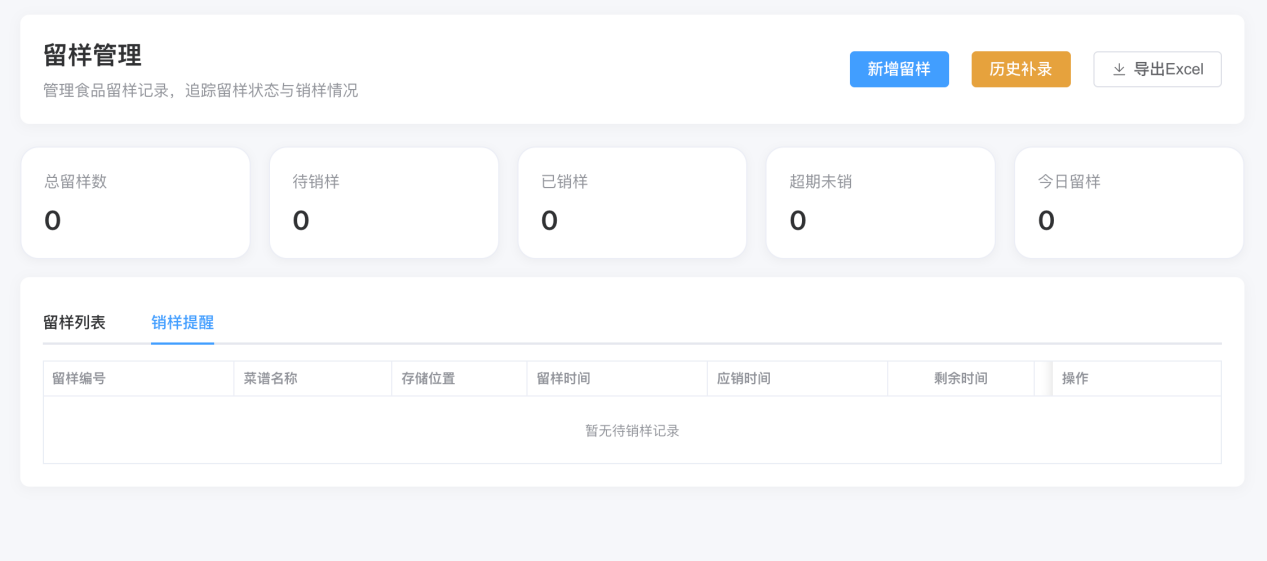 留样管理
管理食品留样记录，追踪留样状态与销样情况
新增留样
历史补录
导出Excel
总留样数
0
待销样
0
已销样
0
超期未销
0
今日留样
0
留样列表
销样提醒
留样编号 菜谱名称 存储位置 留样时间 应销时间 剩余时间 操作
暂无待销样记录